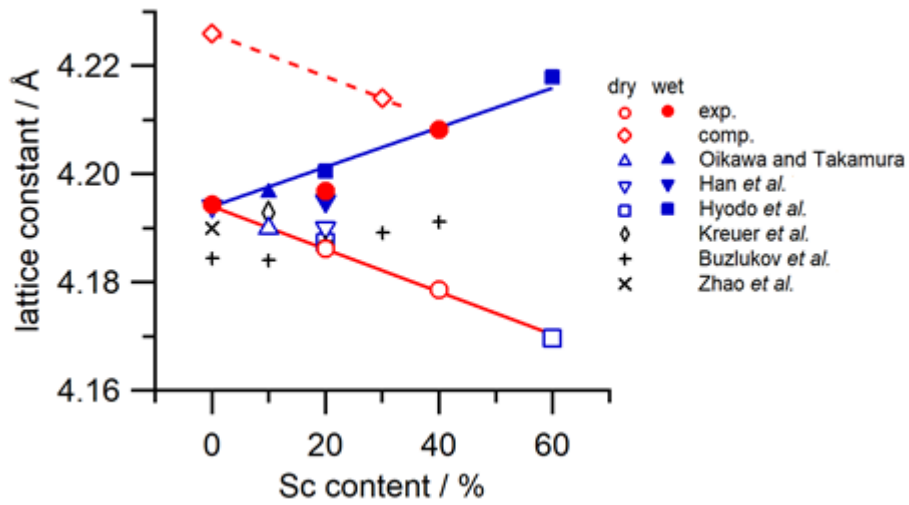 4.22
4.20
4.18
4.16
lattice constant / Å
0 20 40 60
Sc content / %
dry wet
exp.
comp.
Oikawa and Takamura
Han et al.
Hyodo et al.
Kreuer et al.
Buzlukov et al.
Zhao et al.